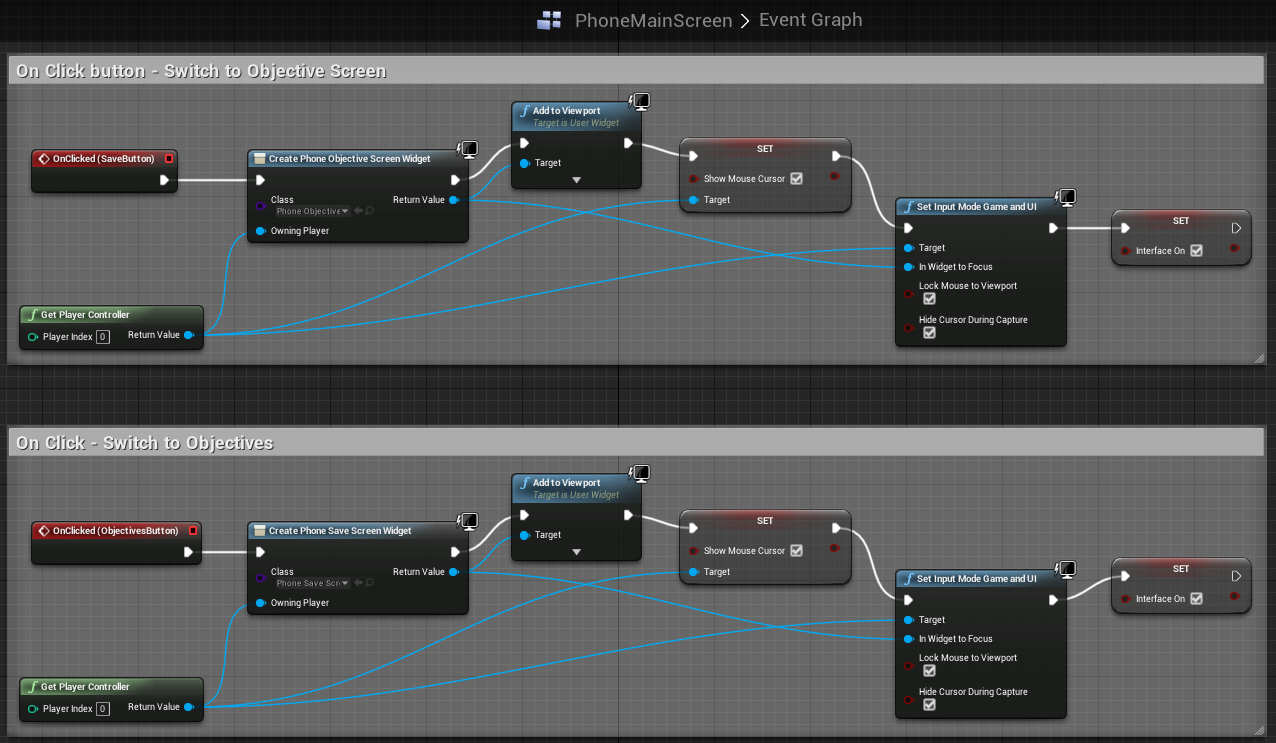 PhoneMainScreen > Event Graph
On Click button - Switch to Objective Screen
OnClicked (SaveButton)
Create Phone Objective Screen Widget
Class
Phone Objective
Return Value
Owning Player
Get Player Controller
Player Index 0
Return Value
Add to Viewport
Target is User Widget
Target
SET
Show Mouse Cursor
Target
Set Input Mode Game and UI
Target
In Widget to Focus
Lock Mouse to Viewport
Hide Cursor During Capture
SET
Interface On
On Click - Switch to Objectives
OnClicked (ObjectivesButton)
Create Phone Save Screen Widget
Class
Phone Save Scr
Return Value
Owning Player
Get Player Controller
Player Index 0
Return Value
Add to Viewport
Target is User Widget
Target
SET
Show Mouse Cursor
Target
Set Input Mode Game and UI
Target
In Widget to Focus
Lock Mouse to Viewport
Hide Cursor During Capture
SET
Interface On